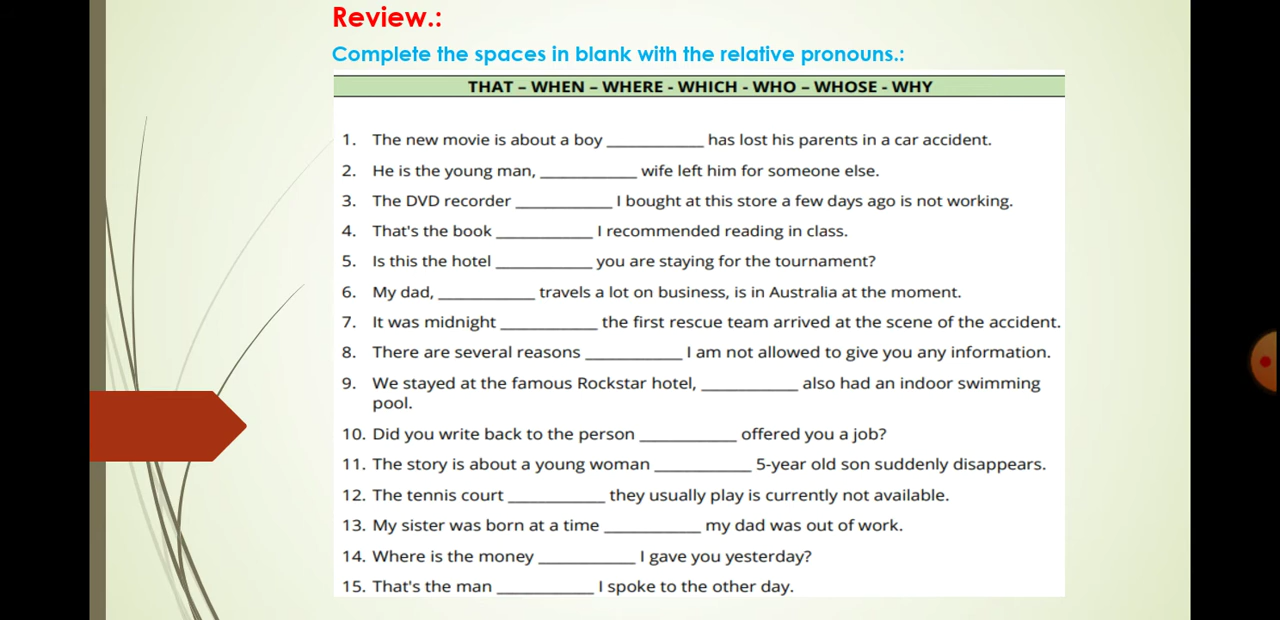 Review.:
Complete the spaces in blank with the relative pronouns.:
THAT – WHEN – WHERE - WHICH - WHO – WHOSE - WHY
1. The new movie is about a boy ___________ has lost his parents in a car accident.
2. He is the young man, ___________ wife left him for someone else.
3. The DVD recorder ___________ I bought at this store a few days ago is not working.
4. That's the book ___________ I recommended reading in class.
5. Is this the hotel ___________ you are staying for the tournament?
6. My dad, ___________ travels a lot on business, is in Australia at the moment.
7. It was midnight ___________ the first rescue team arrived at the scene of the accident.
8. There are several reasons ___________ I am not allowed to give you any information.
9. We stayed at the famous Rockstar hotel, ___________ also had an indoor swimming
pool.
10. Did you write back to the person ___________ offered you a job?
11. The story is about a young woman ___________ 5-year old son suddenly disappears.
12. The tennis court ___________ they usually play is currently not available.
13. My sister was born at a time ___________ my dad was out of work.
14. Where is the money ___________ I gave you yesterday?
15. That's the man ___________ I spoke to the other day.